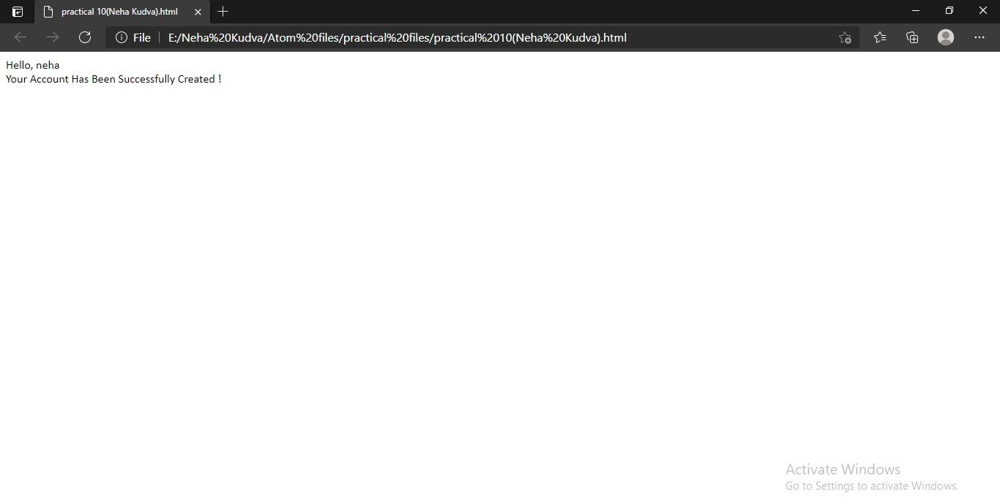 practical 10(Neha Kudva).html
File
E:/Neha%20Kudva/Atom%20files/practical%20files/practical%2010(Neha%20Kudva).html
Hello, neha
Your Account Has Been Successfully Created !
Activate Windows
Go to Settings to activate Windows.